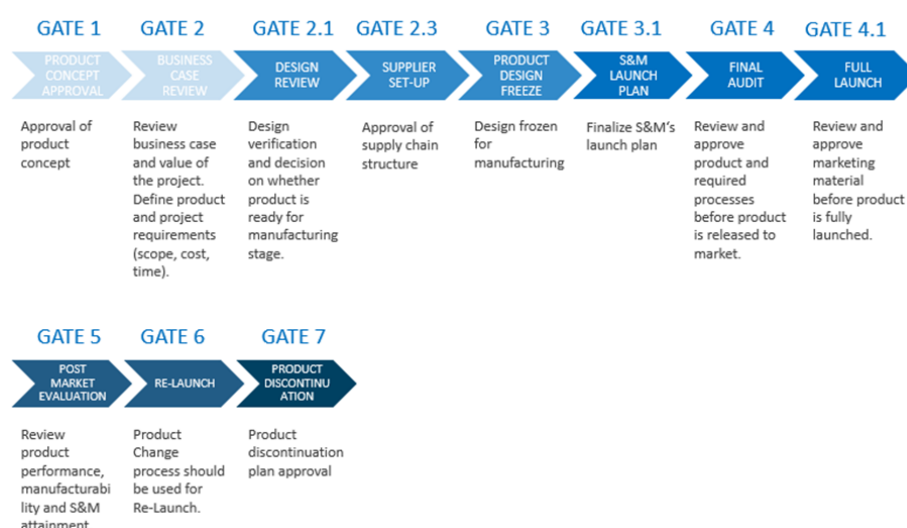 GATE 1
GATE 2
GATE 2.1
GATE 2.3
GATE 3
GATE 3.1
GATE 4
GATE 4.1
PRODUCT
CONCEPT
APPROVAL
BUSINESS
CASE
REVIEW
DESIGN
REVIEW
SUPPLIER
SET-UP
PRODUCT
DESIGN
FREEZE
S&M
LAUNCH
PLAN
FINAL
AUDIT
FULL
LAUNCH
Approval of
product
concept
Review
business case
and value of
the project.
Define product
and project
requirements
(scope, cost,
time).
Design
verification
and decision
on whether
product is
ready for
manufacturing
stage.
Approval of
supply chain
structure
Design frozen
for
manufacturing
Finalize S&M's
launch plan
Review and
approve
product and
required
processes
before product
is released to
market.
Review and
approve
marketing
material
before product
is fully
launched.
GATE 5
GATE 6
GATE 7
POST
MARKET
EVALUATION
RE-LAUNCH
PRODUCT
DISCONTINU
ATION
Review
product
performance,
manufacturabi
lity and S&M
attainment
Product
Change
process should
be used for
Re-Launch.
Product
discontinuation
plan approval